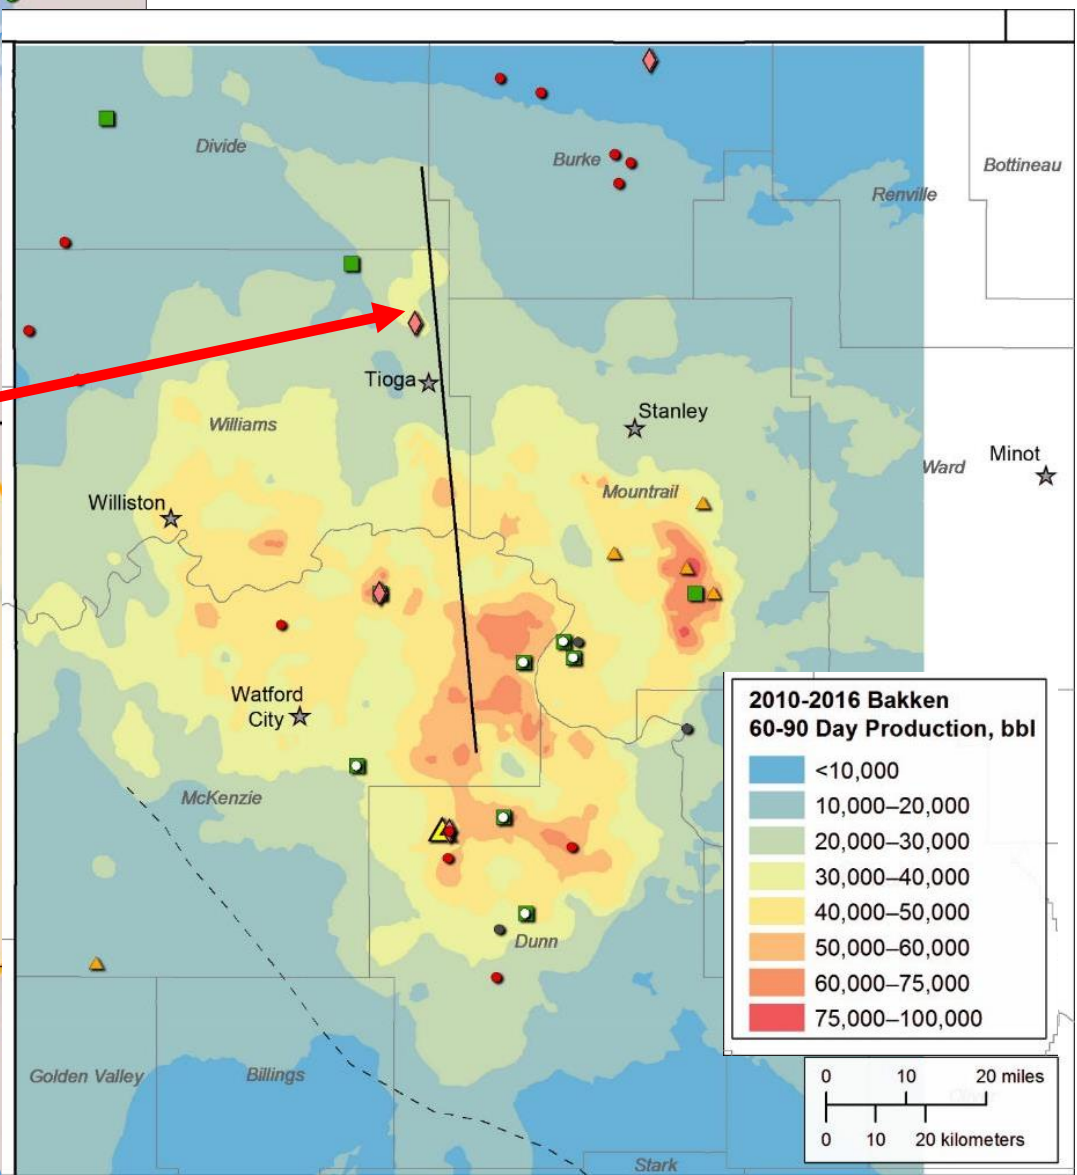 Divide
Burke
Bottineau
Renville
Tioga
Stanley
Williams
Minot
Ward
Mountrail
Williston
Watford
City
McKenzie
Dunn
Golden Valley
Billings
Stark
2010-2016 Bakken
60-90 Day Production, bbl
<10,000
10,000–20,000
20,000–30,000
30,000–40,000
40,000–50,000
50,000–60,000
60,000–75,000
75,000–100,000
0 10 20 miles
0 10 20 kilometers